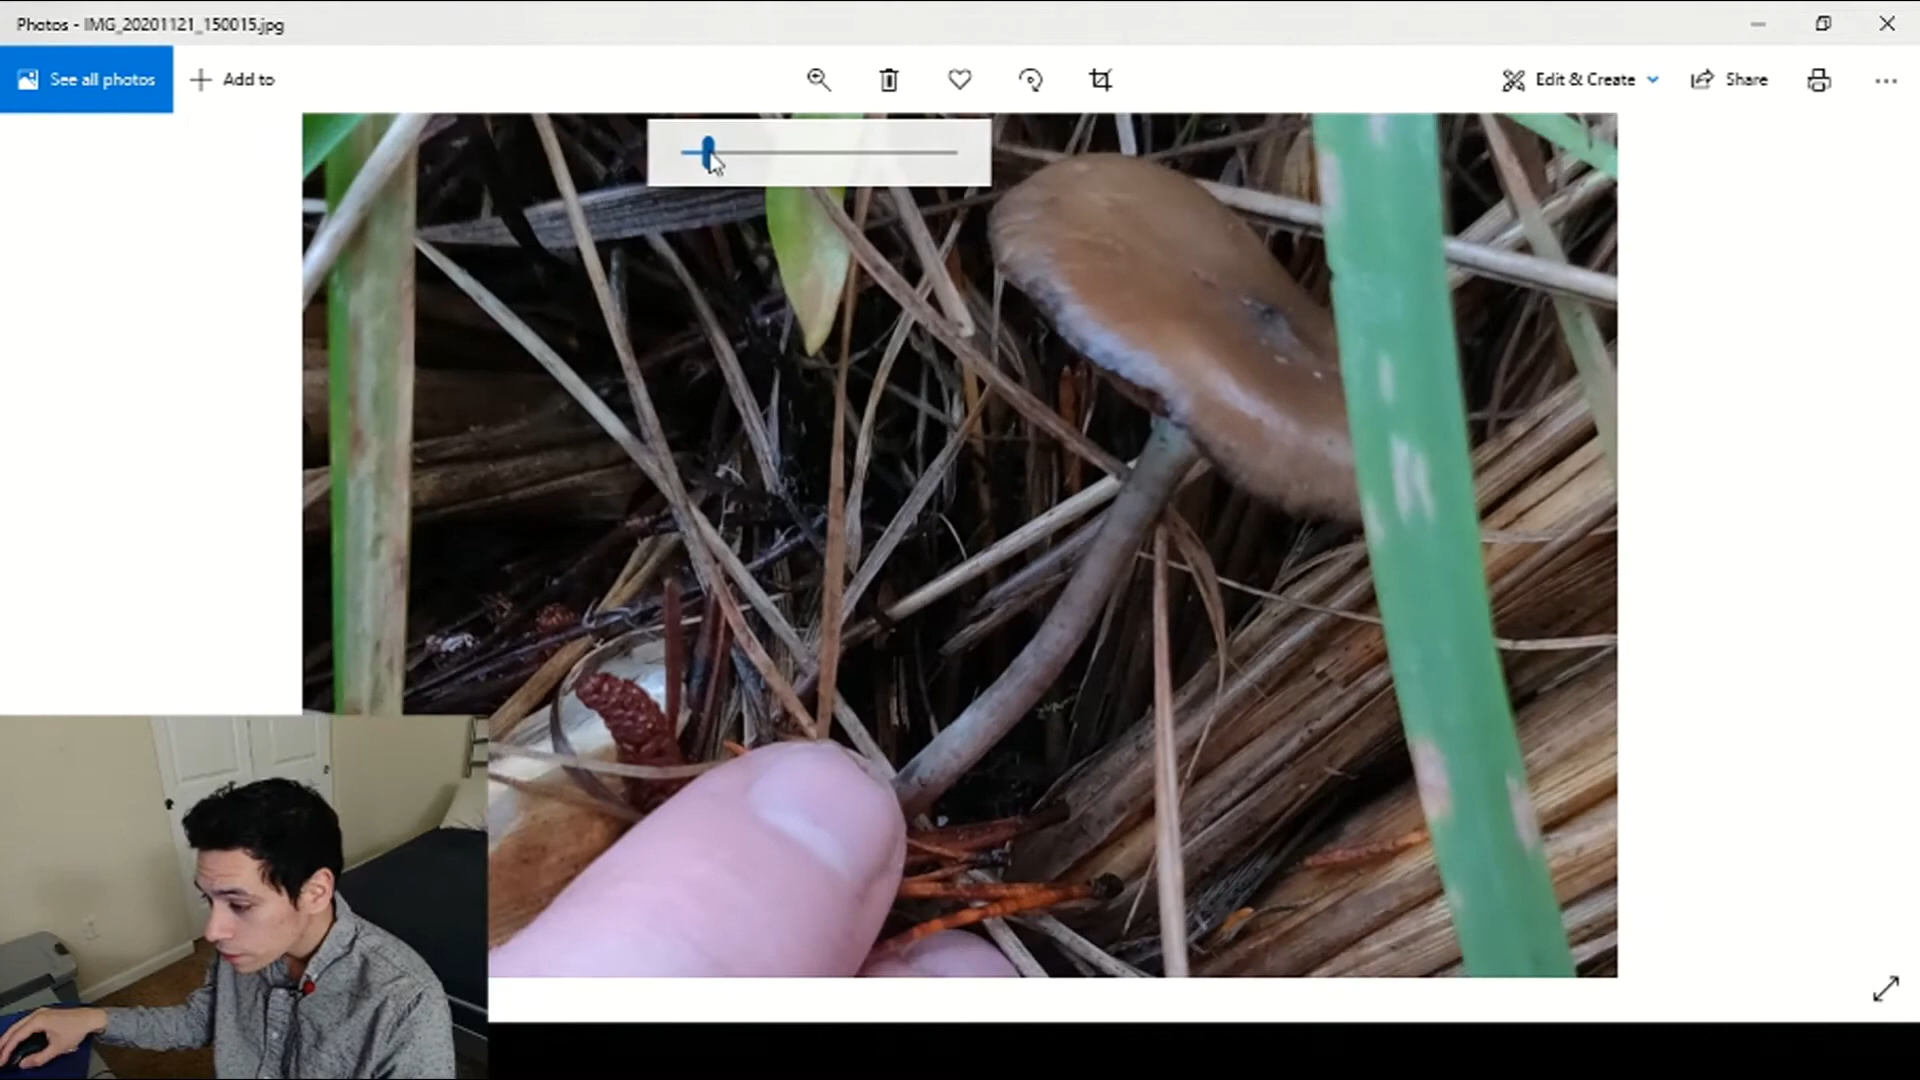 Photos - IMG_20201121_150015.jpg
See all photos
Add to
Edit & Create
Share